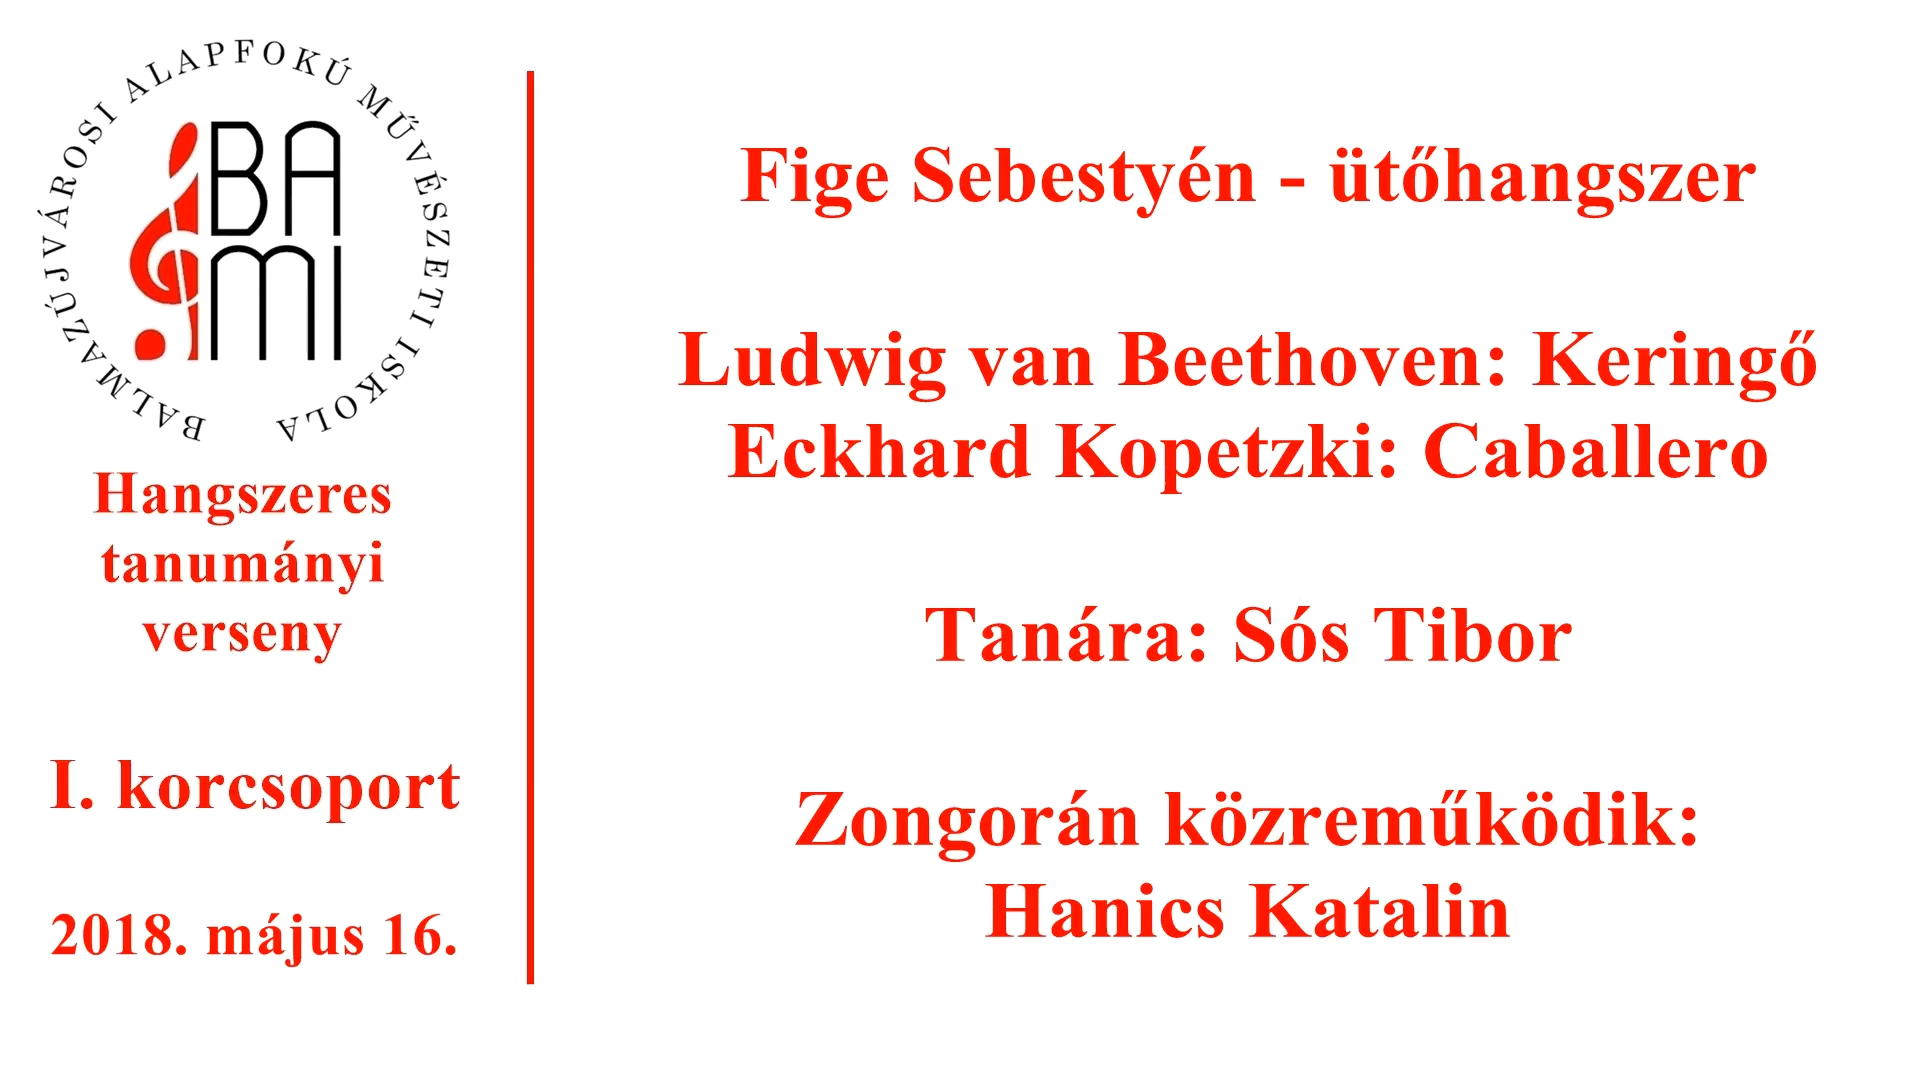 BALMAZÚJVÁROSI ALAPFOKÚ MŰVÉSZETI ISKOLA
BA
MI
Hangszeres
tanumányi
verseny
I. korcsoport
2018. május 16.
Fige Sebestyén - ütőhangszer
Ludwig van Beethoven: Keringő
Eckhard Kopetzki: Caballero
Tanára: Sós Tibor
Zongorán közreműködik:
Hanics Katalin